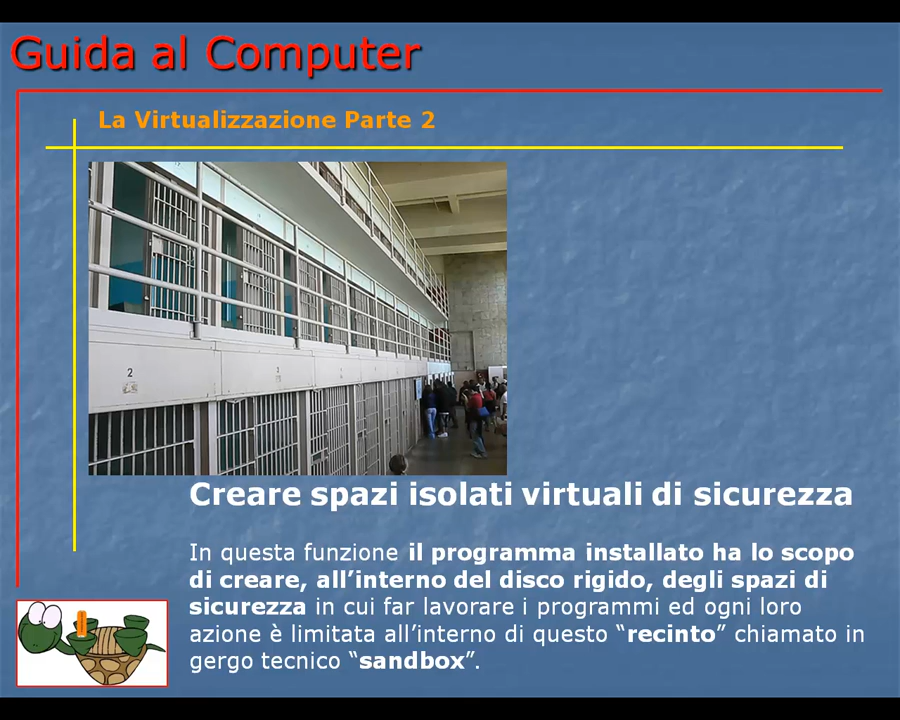 Guida al Computer
La Virtualizzazione Parte 2
2
Creare spazi isolati virtuali di sicurezza
In questa funzione il programma installato ha lo scopo
di creare, all’interno del disco rigido, degli spazi di
sicurezza in cui far lavorare i programmi ed ogni loro
azione è limitata all’interno di questo “recinto” chiamato in
gergo tecnico “sandbox”.